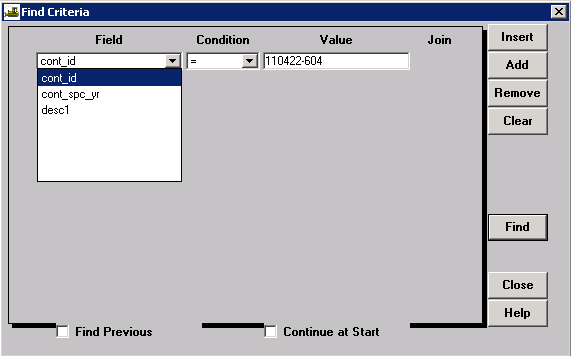 Find Criteria
Field Condition Value Join
cont_id = 110422-604
cont_id
cont_spc_yr
desc1
Insert
Add
Remove
Clear
Find
Close
Help
Find Previous Continue at Start